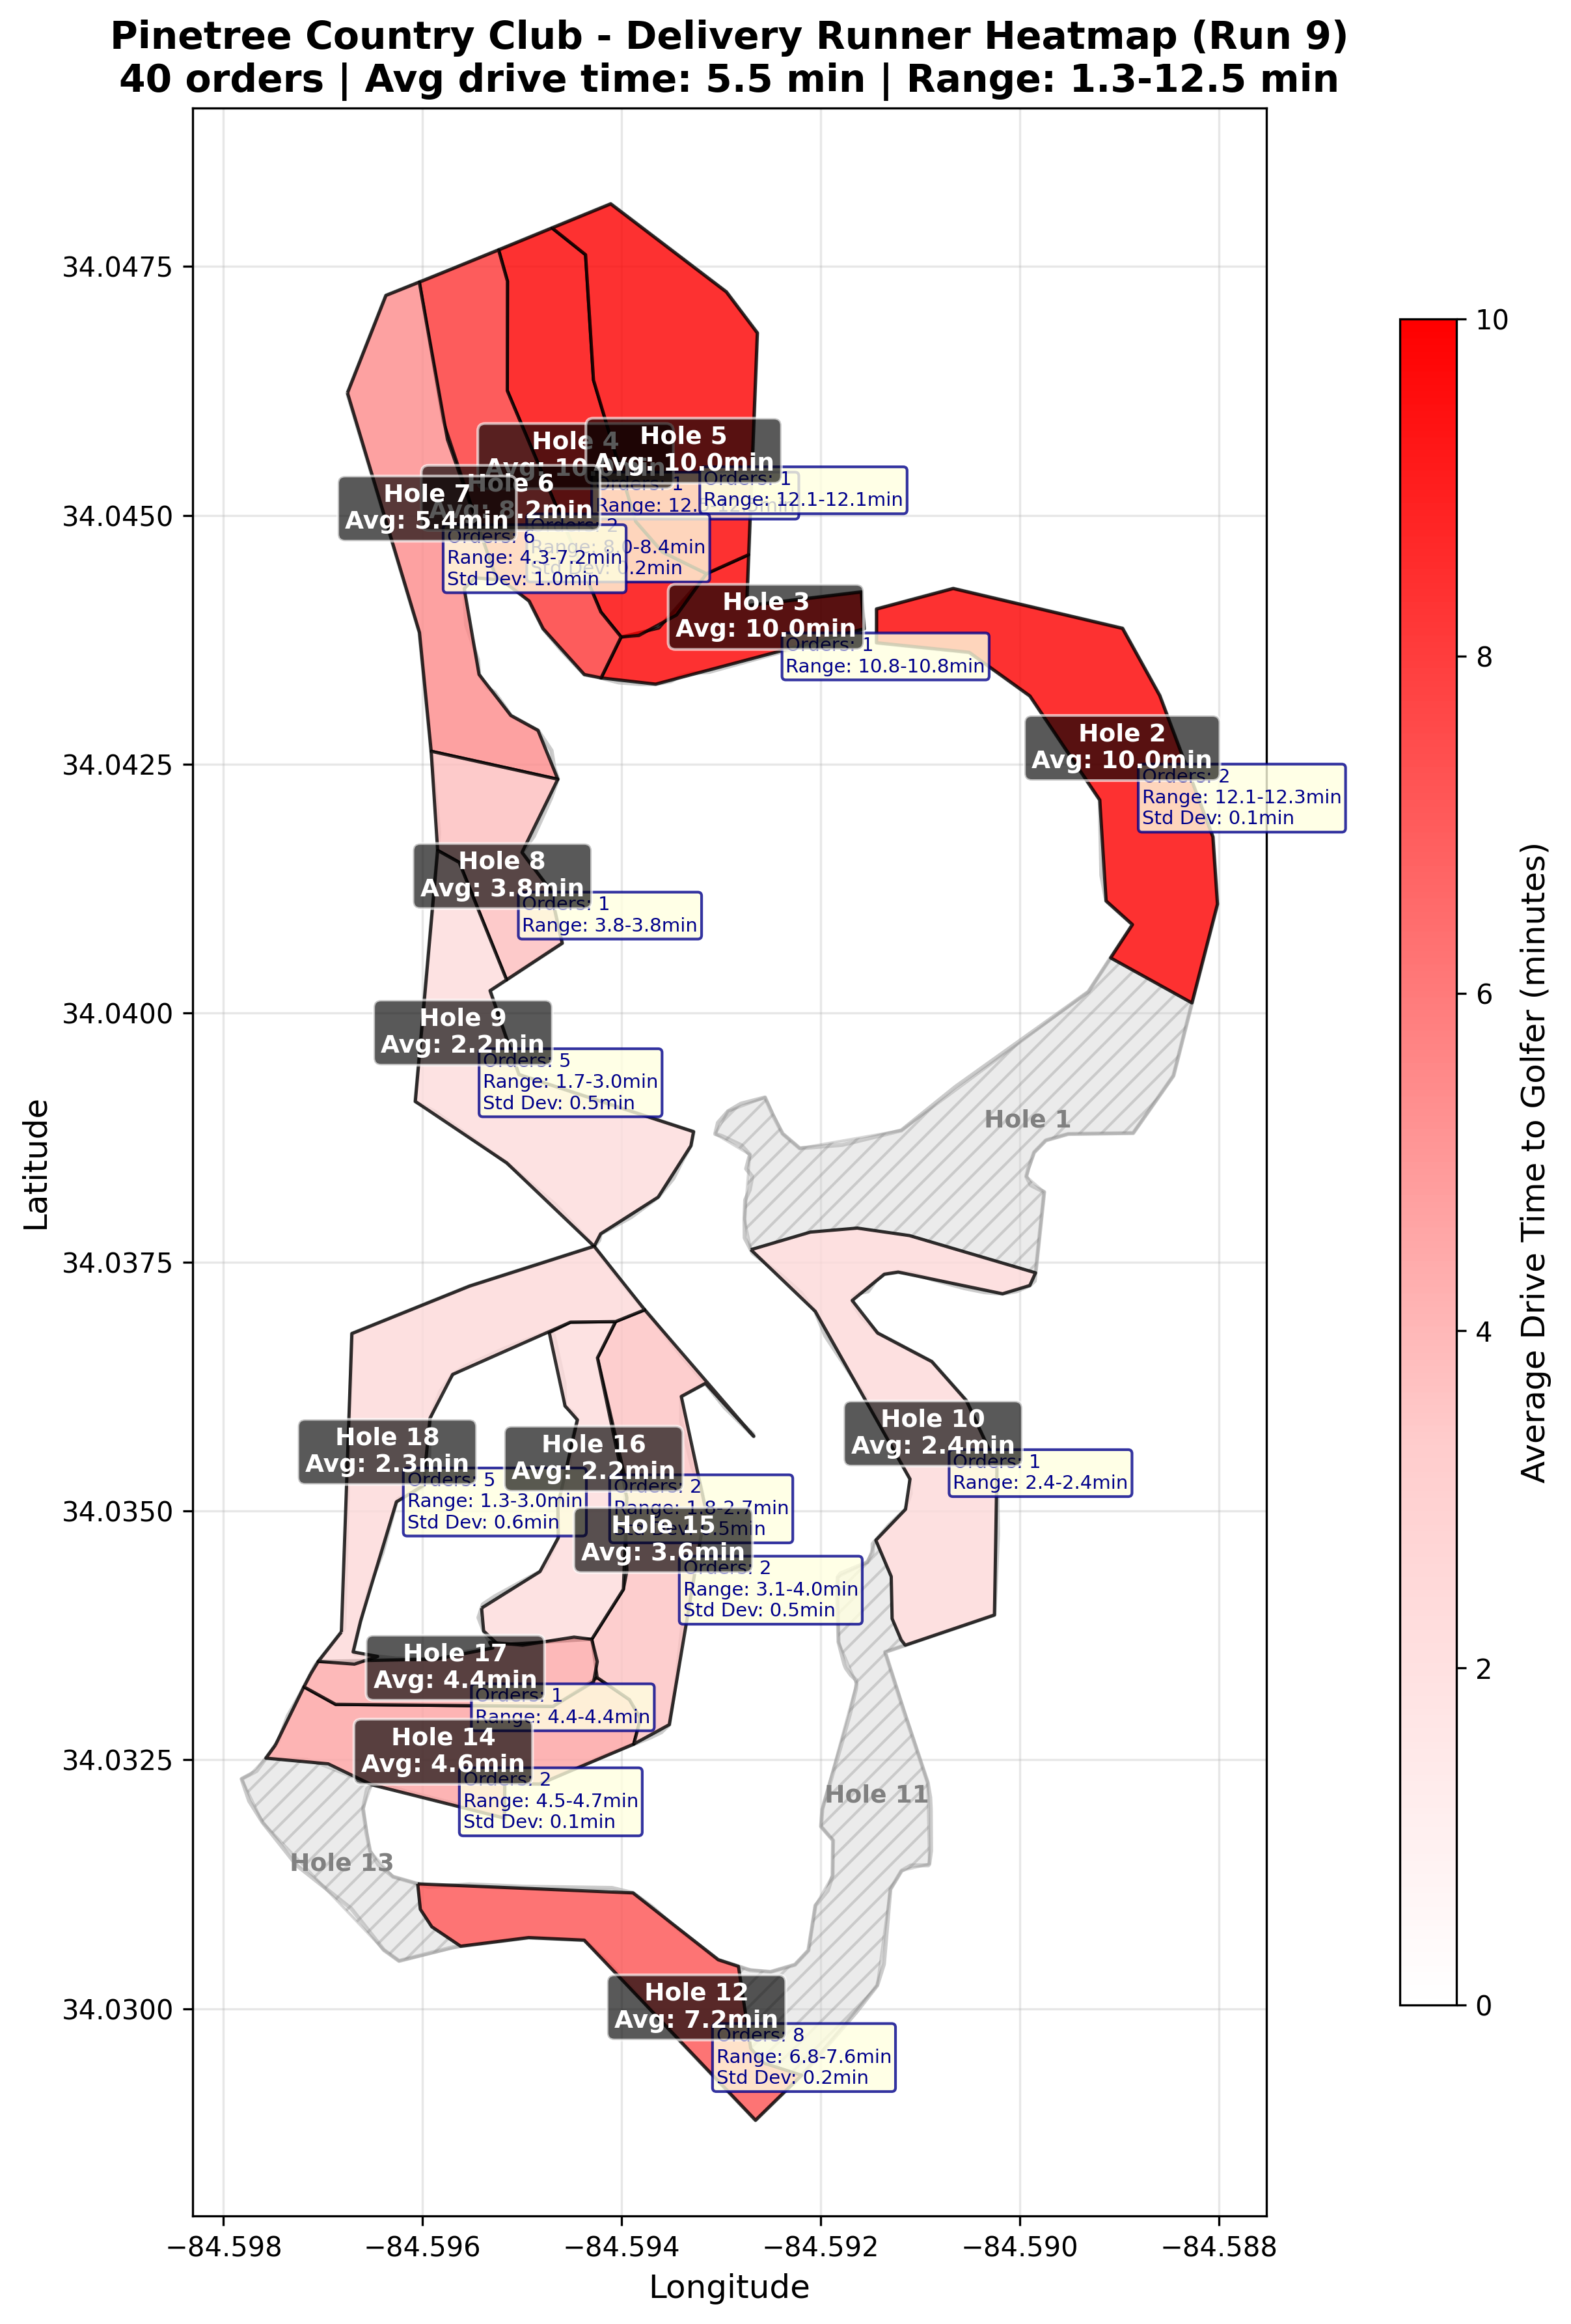 Pinetree Country Club - Delivery Runner Heatmap (Run 9)
40 orders | Avg drive time: 5.5 min | Range: 1.3-12.5 min
Hole 4
Avg: 10.
Hole 5
Avg: 10.0min
Orders: 1
Range: 12.1-12.1min
Orders: 1
Range: 12.
Hole 6
Avg: 8.2min
Orders: 2
Range: 8.0-8.4min
Std Dev: 0.2min
Hole 7
Avg: 5.4min
Orders: 6
Range: 4.3-7.2min
Std Dev: 1.0min
Hole 3
Avg: 10.0min
Orders: 1
Range: 10.8-10.8min
Hole 2
Avg: 10.0min
Orders: 2
Range: 12.1-12.3min
Std Dev: 0.1min
Hole 8
Avg: 3.8min
Orders: 1
Range: 3.8-3.8min
Hole 9
Avg: 2.2min
Orders: 5
Range: 1.7-3.0min
Std Dev: 0.5min
Hole 1
Hole 10
Avg: 2.4min
Orders: 1
Range: 2.4-2.4min
Hole 18
Avg: 2.3min
Orders: 5
Range: 1.3-3.0min
Std Dev: 0.6min
Hole 16
Avg: 2.2min
Orders: 2
Range: 1.8-2.7min
Std Dev: 0.5min
Hole 15
Avg: 3.6min
Orders: 2
Range: 3.1-4.0min
Std Dev: 0.5min
Hole 17
Avg: 4.4min
Orders: 1
Range: 4.4-4.4min
Hole 14
Avg: 4.6min
Orders: 2
Range: 4.5-4.7min
Std Dev: 0.1min
Hole 11
Hole 13
Hole 12
Avg: 7.2min
Orders: 8
Range: 6.8-7.6min
Std Dev: 0.2min
34.0475
34.0450
34.0425
34.0400
34.0375
34.0350
34.0325
34.0300
Latitude
−84.598
−84.596
−84.594
−84.592
−84.590
−84.588
Longitude
10
8
6
4
2
0
Average Drive Time to Golfer (minutes)